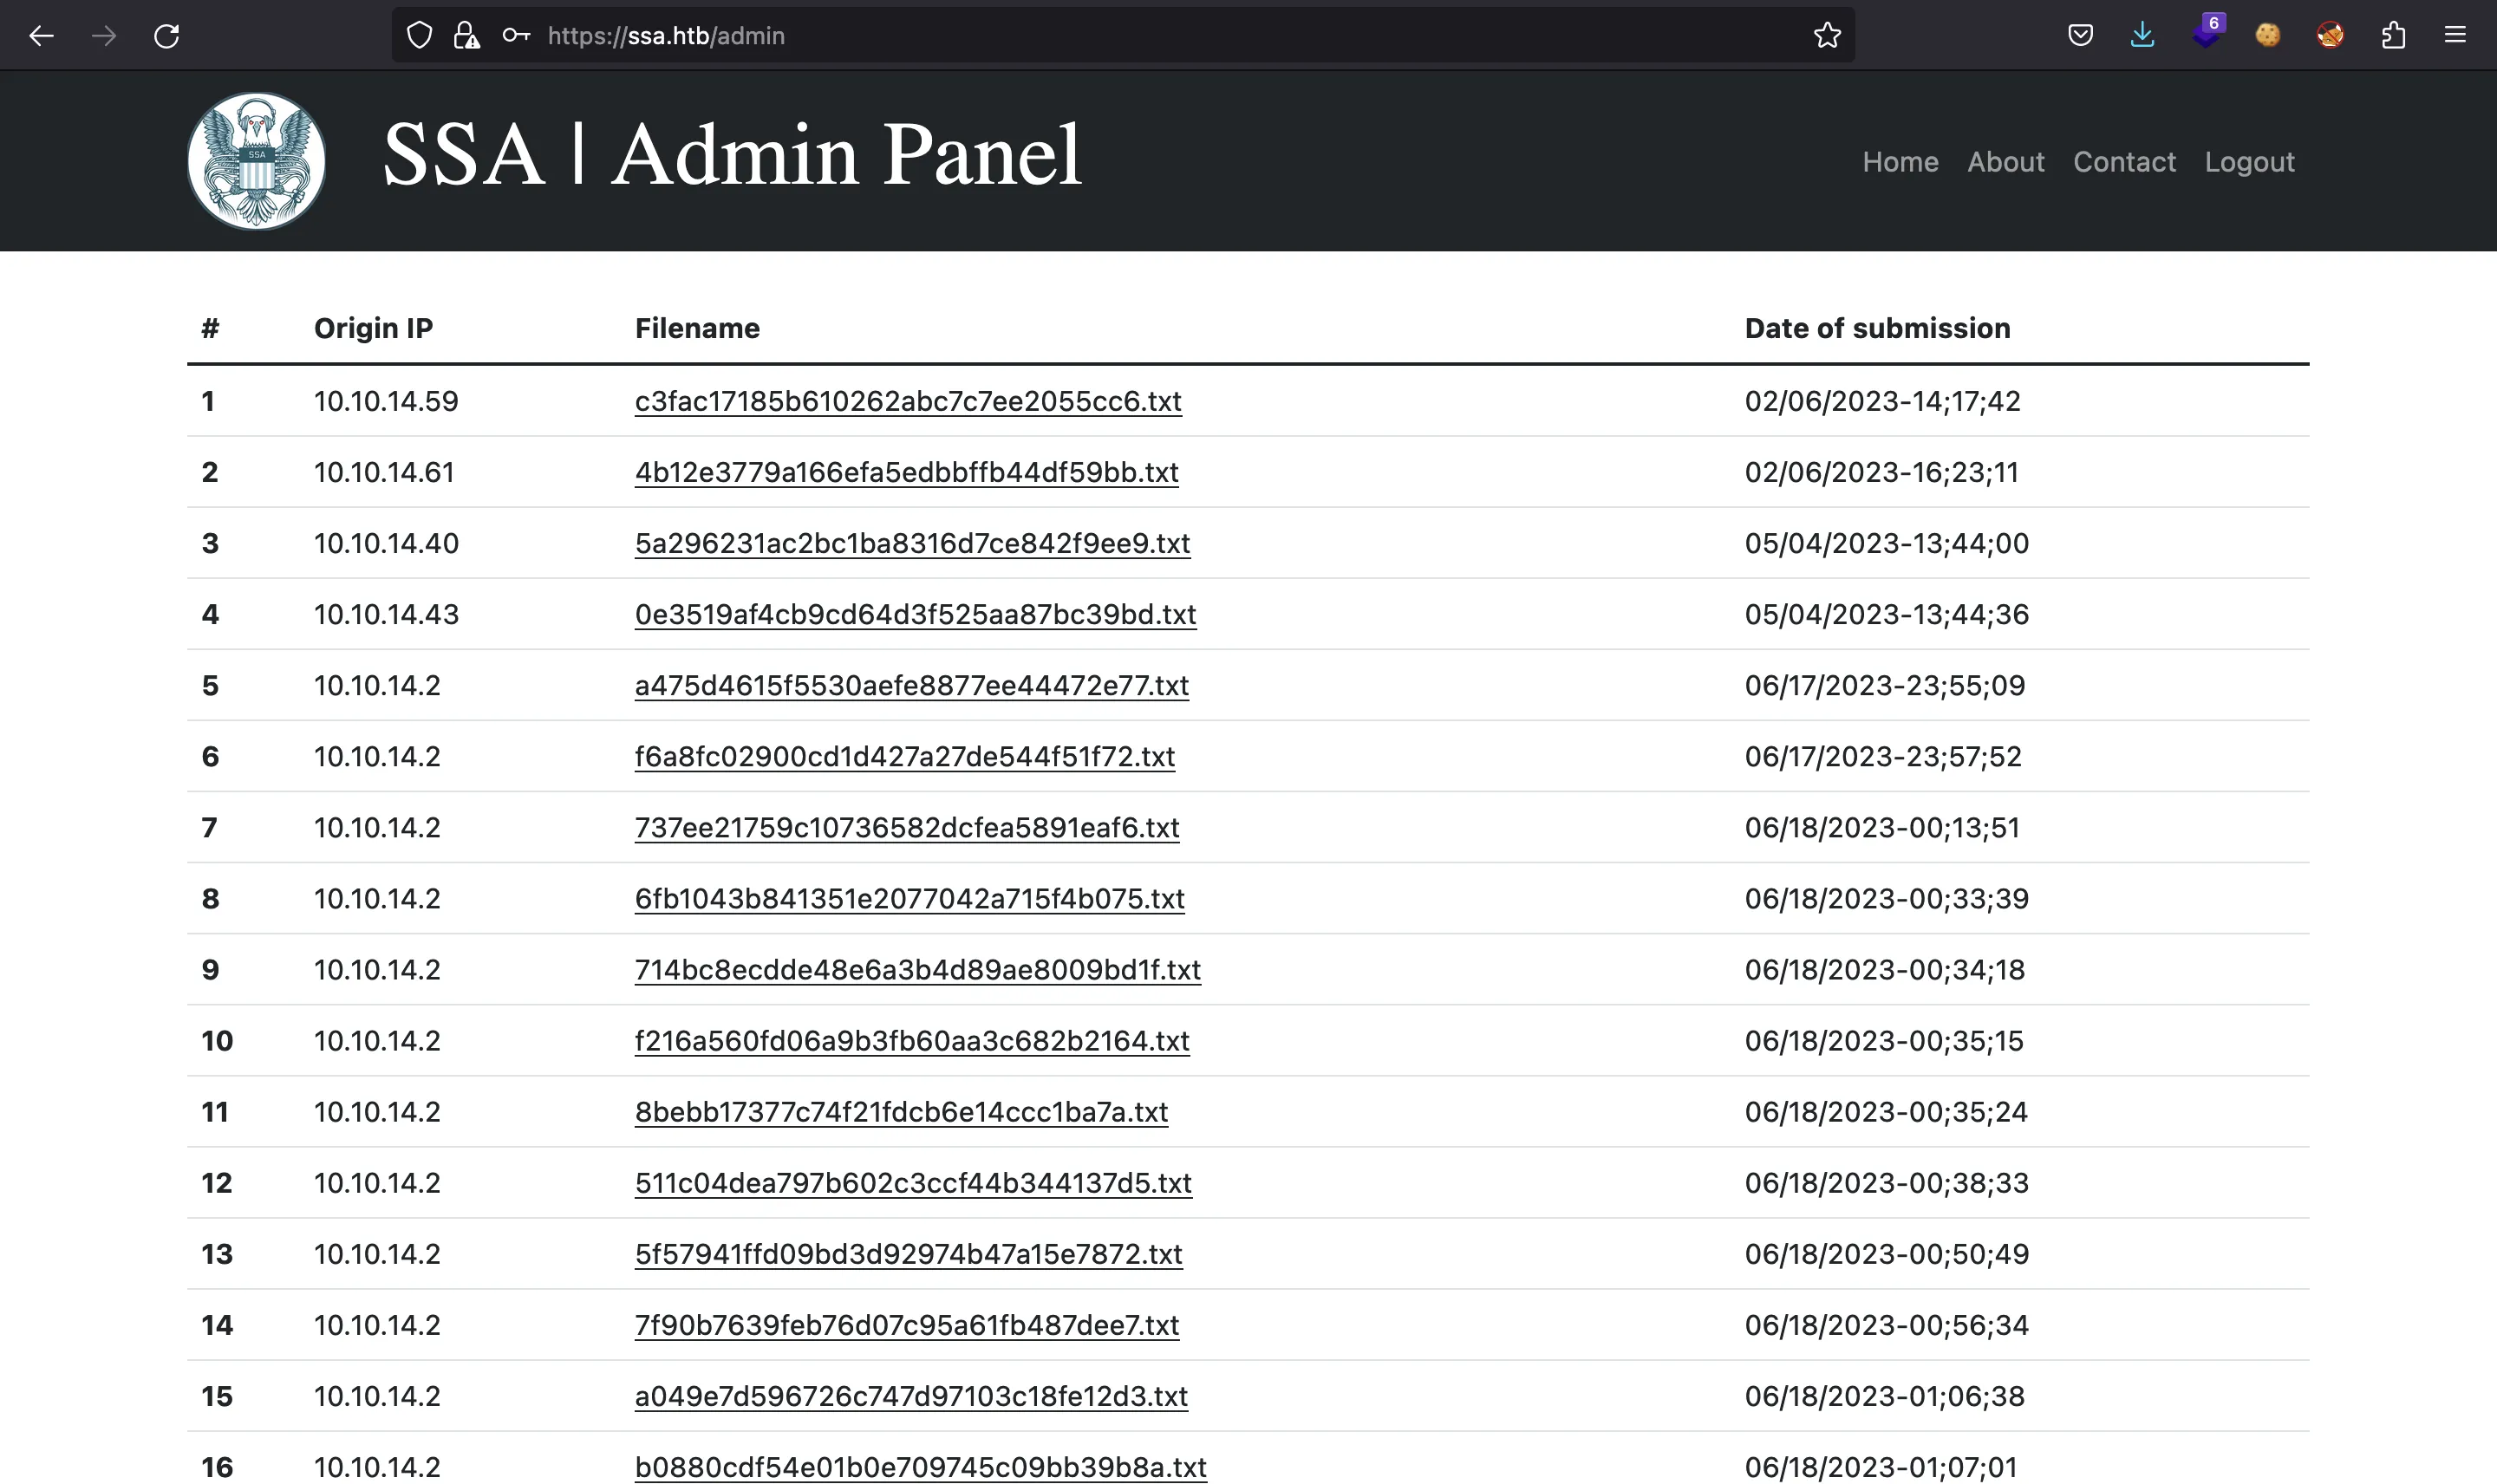 6
https://ssa.htb/admin
SSA
SSA | Admin Panel
Home About Contact Logout
# Origin IP Filename Date of submission
1 10.10.14.59 c3fac17185b610262abc7c7ee2055cc6.txt 02/06/2023-14;17;42
2 10.10.14.61 4b12e3779a166efa5edbbffb44df59bb.txt 02/06/2023-16;23;11
3 10.10.14.40 5a296231ac2bc1ba8316d7ce842f9ee9.txt 05/04/2023-13;44;00
4 10.10.14.43 0e3519af4cb9cd64d3f525aa87bc39bd.txt 05/04/2023-13;44;36
5 10.10.14.2 a475d4615f5530aefe8877ee44472e77.txt 06/17/2023-23;55;09
6 10.10.14.2 f6a8fc02900cd1d427a27de544f51f72.txt 06/17/2023-23;57;52
7 10.10.14.2 737ee21759c10736582dcfea5891eaf6.txt 06/18/2023-00;13;51
8 10.10.14.2 6fb1043b841351e2077042a715f4b075.txt 06/18/2023-00;33;39
9 10.10.14.2 714bc8ecdde48e6a3b4d89ae8009bd1f.txt 06/18/2023-00;34;18
10 10.10.14.2 f216a560fd06a9b3fb60aa3c682b2164.txt 06/18/2023-00;35;15
11 10.10.14.2 8bebb17377c74f21fdcb6e14ccc1ba7a.txt 06/18/2023-00;35;24
12 10.10.14.2 511c04dea797b602c3ccf44b344137d5.txt 06/18/2023-00;38;33
13 10.10.14.2 5f57941ffd09bd3d92974b47a15e7872.txt 06/18/2023-00;50;49
14 10.10.14.2 7f90b7639feb76d07c95a61fb487dee7.txt 06/18/2023-00;56;34
15 10.10.14.2 a049e7d596726c747d97103c18fe12d3.txt 06/18/2023-01;06;38
16 10.10.14.2 b0880cdf54e01b0e709745c09bb39b8a.txt 06/18/2023-01;07;01